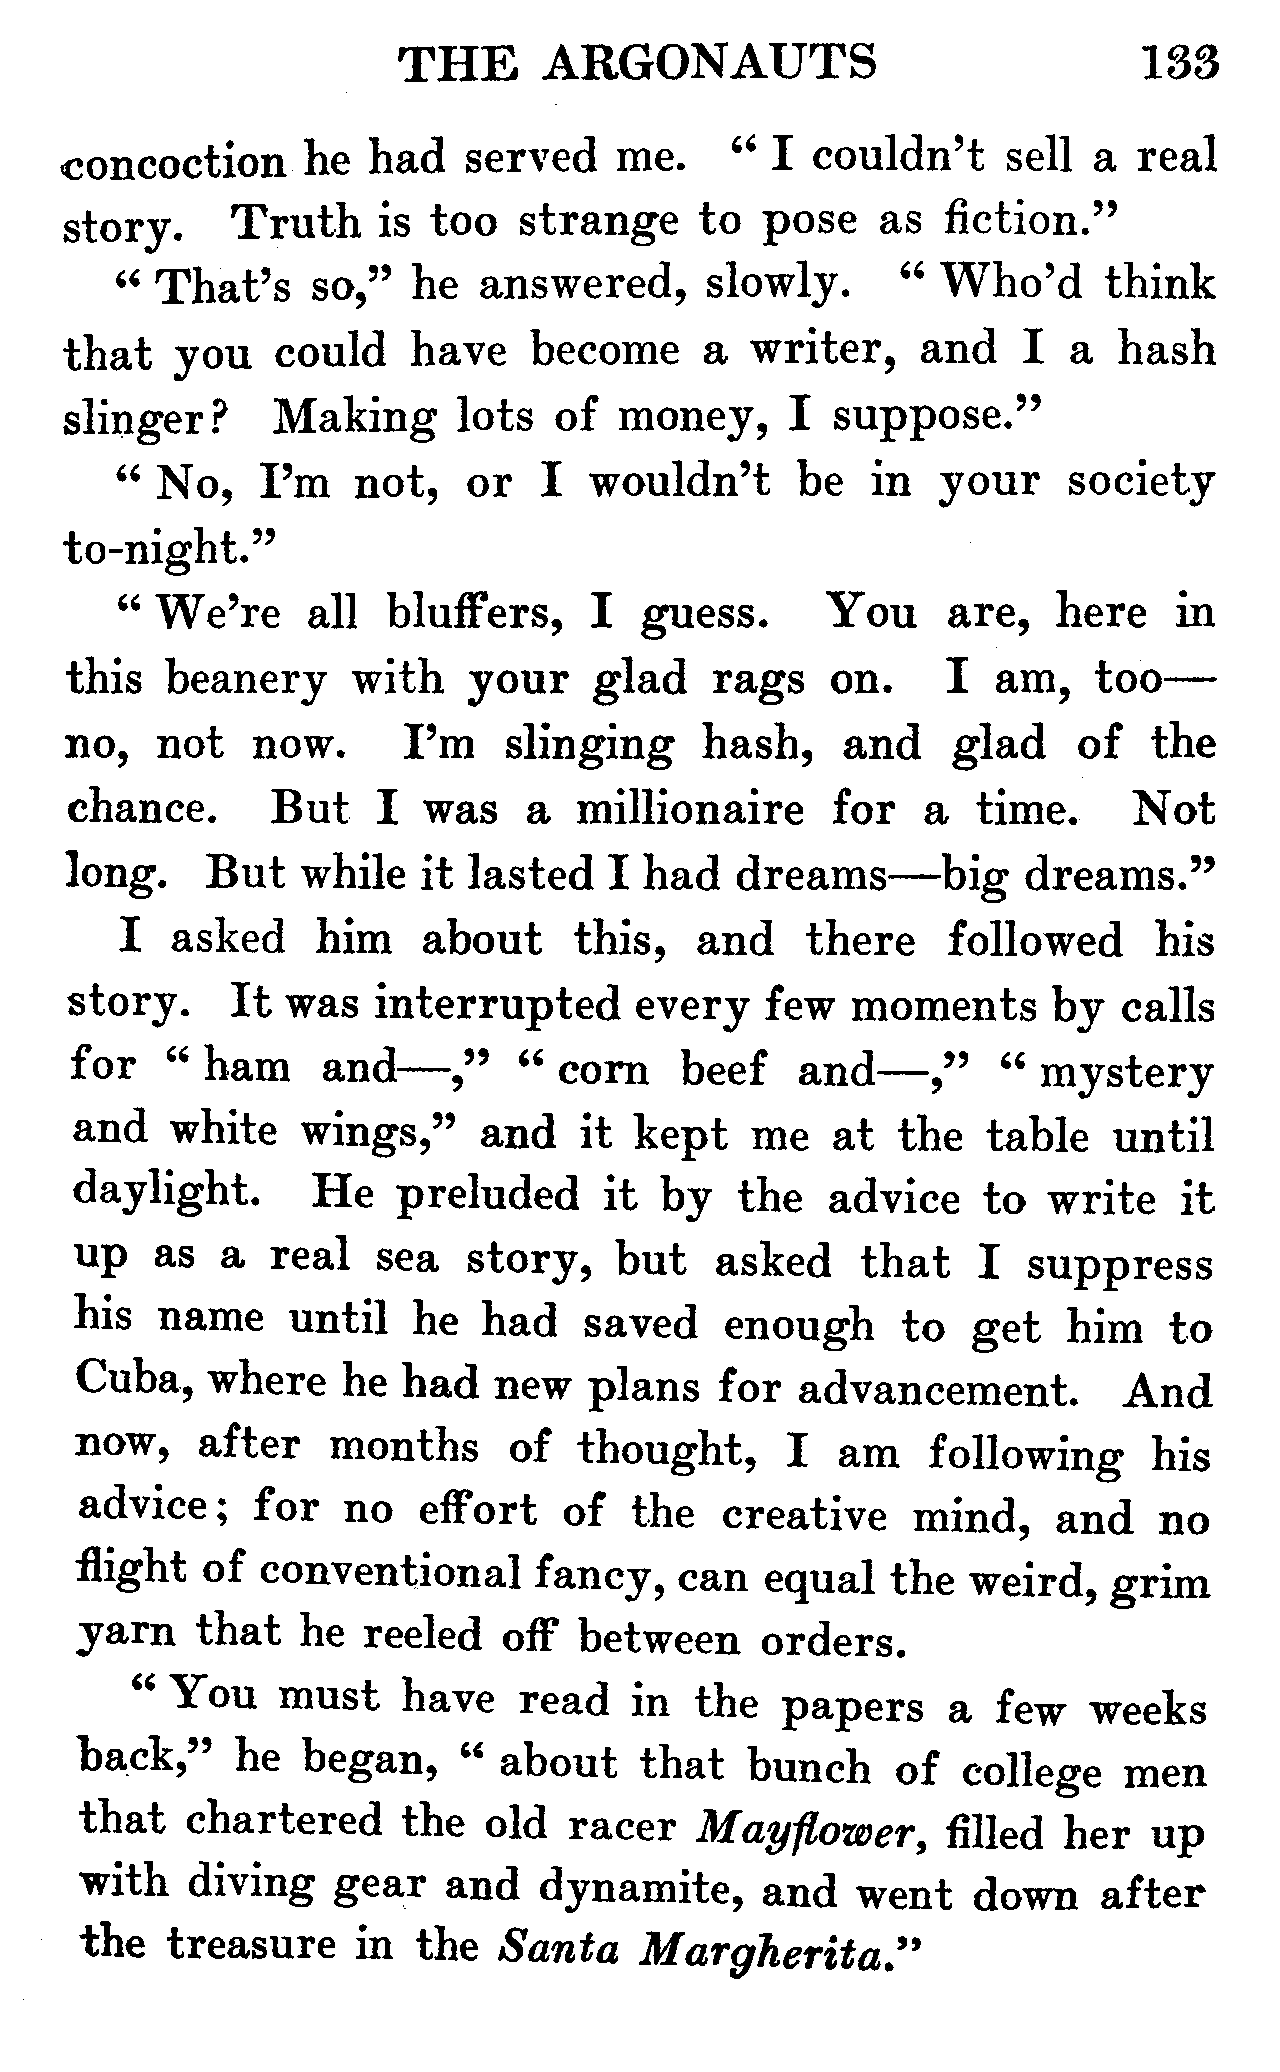 THE ARGONAUTS 133
concoction he had served me. “ I couldn’t sell a real
story. Truth is too strange to pose as fiction.”
“ That’s so,” he answered, slowly. “ Who’d think
that you could have become a writer, and I a hash
slinger? Making lots of money, I suppose.”
“ No, I’m not, or I wouldn’t be in your society
to-night.”
“ We’re all bluffers, I guess. You are, here in
this beanery with your glad rags on. I am, too—
no, not now. I’m slinging hash, and glad of the
chance. But I was a millionaire for a time. Not
long. But while it lasted I had dreams—big dreams.”
I asked him about this, and there followed his
story. It was interrupted every few moments by calls
for “ ham and—,” “ corn beef and—,” “ mystery
and white wings,” and it kept me at the table until
daylight. He preluded it by the advice to write it
up as a real sea story, but asked that I suppress
his name until he had saved enough to get him to
Cuba, where he had new plans for advancement. And
now, after months of thought, I am following his
advice; for no effort of the creative mind, and no
flight of conventional fancy, can equal the weird, grim
yarn that he reeled off between orders.
“ You must have read in the papers a few weeks
back,” he began, “ about that bunch of college men
that chartered the old racer Mayflower, filled her up
with diving gear and dynamite, and went down after
the treasure in the Santa Margherita.”